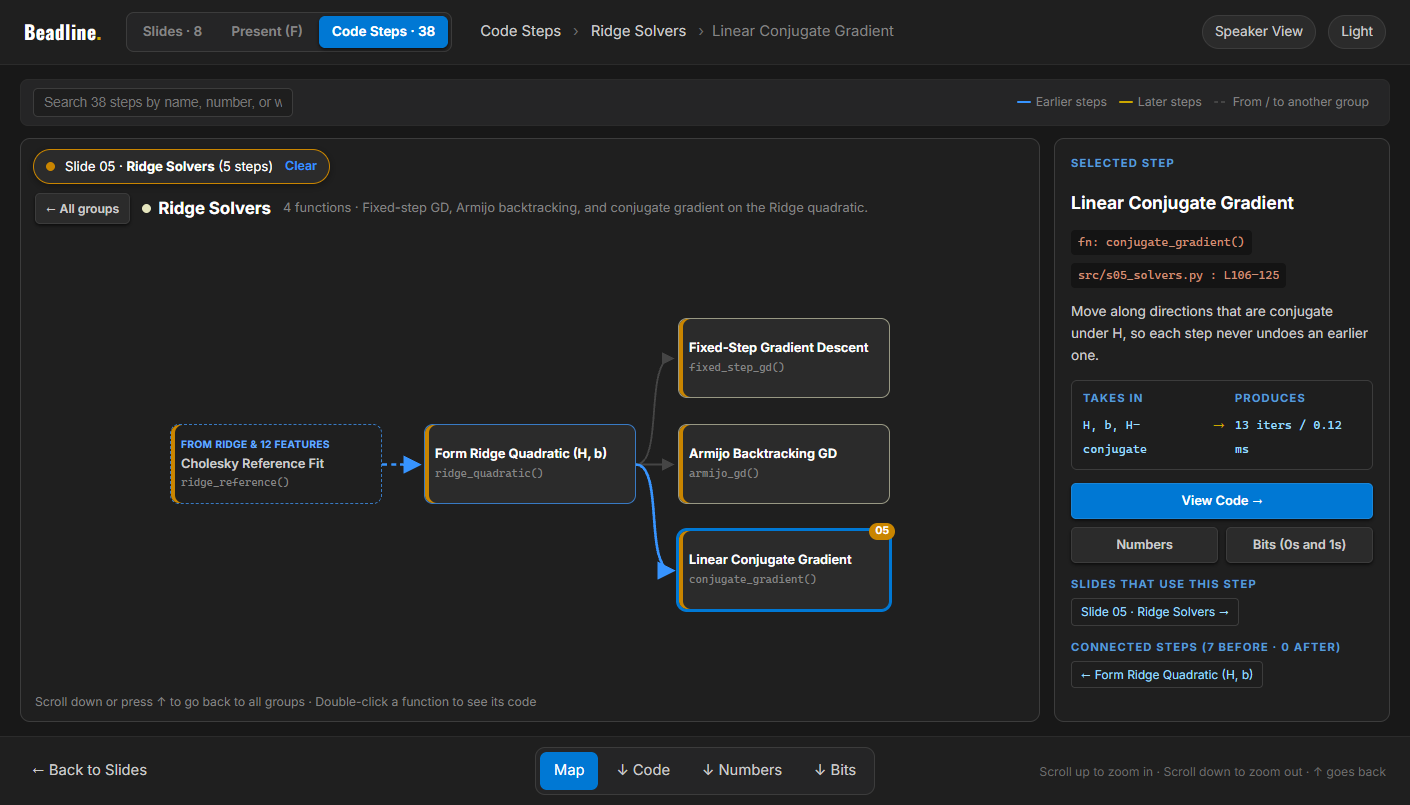 Beadline.
Slides · 8
Present (F)
Code Steps · 38
Code Steps › Ridge Solvers › Linear Conjugate Gradient
Speaker View
Light
Search 38 steps by name, number, or w
Earlier steps
Later steps
From / to another group
Slide 05 · Ridge Solvers (5 steps) Clear
← All groups
Ridge Solvers
4 functions · Fixed-step GD, Armijo backtracking, and conjugate gradient on the Ridge quadratic.
FROM RIDGE & 12 FEATURES
Cholesky Reference Fit
ridge_reference()
Form Ridge Quadratic (H, b)
ridge_quadratic()
Fixed-Step Gradient Descent
fixed_step_gd()
Armijo Backtracking GD
armijo_gd()
05
Linear Conjugate Gradient
conjugate_gradient()
Scroll down or press ↑ to go back to all groups · Double-click a function to see its code
SELECTED STEP
Linear Conjugate Gradient
fn: conjugate_gradient()
src/s05_solvers.py : L106–125
Move along directions that are conjugate
under H, so each step never undoes an earlier
one.
TAKES IN
H, b, H-
conjugate
→
PRODUCES
13 iters / 0.12
ms
View Code →
Numbers
Bits (0s and 1s)
SLIDES THAT USE THIS STEP
Slide 05 · Ridge Solvers →
CONNECTED STEPS (7 BEFORE · 0 AFTER)
← Form Ridge Quadratic (H, b)
← Back to Slides
Map
↓ Code
↓ Numbers
↓ Bits
Scroll up to zoom in · Scroll down to zoom out · ↑ goes back